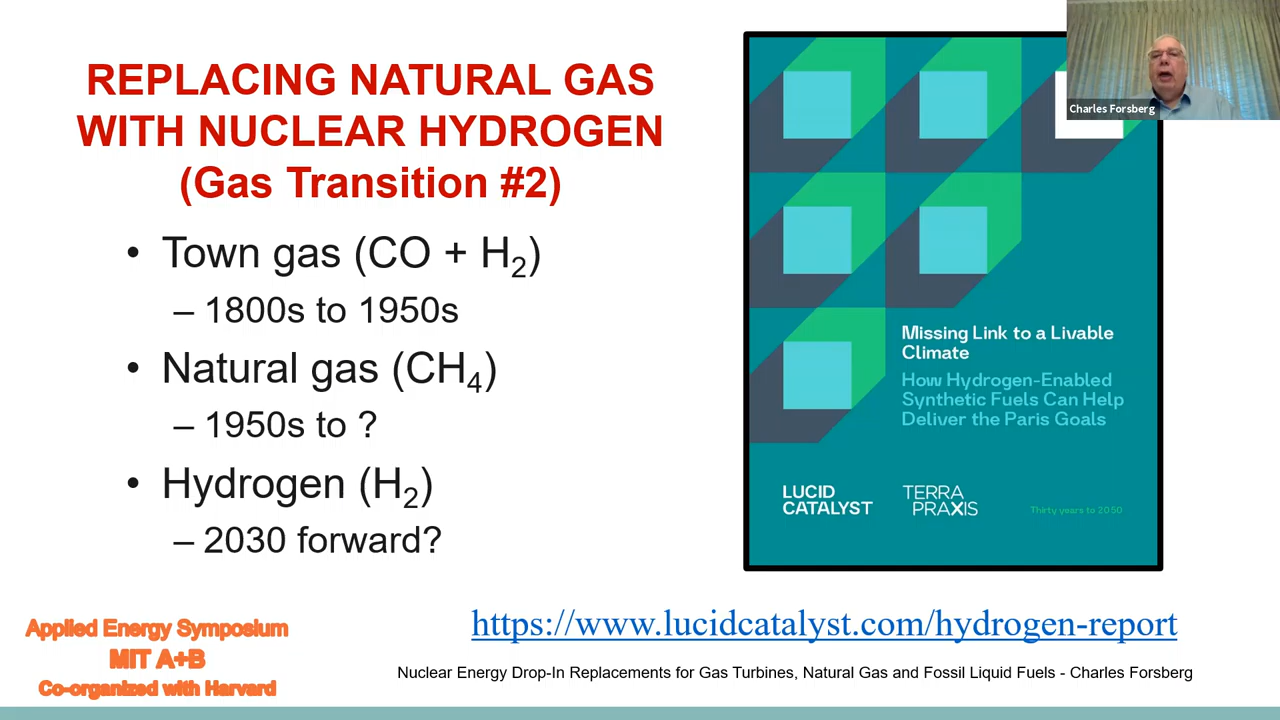 REPLACING NATURAL GAS
WITH NUCLEAR HYDROGEN
(Gas Transition #2)
• Town gas (CO + H₂)
– 1800s to 1950s
• Natural gas (CH₄)
– 1950s to ?
• Hydrogen (H₂)
– 2030 forward?
Charles Forsberg
Missing Link to a Livable
Climate
How Hydrogen-Enabled
Synthetic Fuels Can Help
Deliver the Paris Goals
LUCID
CATALYST
TERRA
PRAXIS
Thirty years to 2050
https://www.lucidcatalyst.com/hydrogen-report
Applied Energy Symposium
MIT A+B
Co-organized with Harvard
Nuclear Energy Drop-In Replacements for Gas Turbines, Natural Gas and Fossil Liquid Fuels - Charles Forsberg